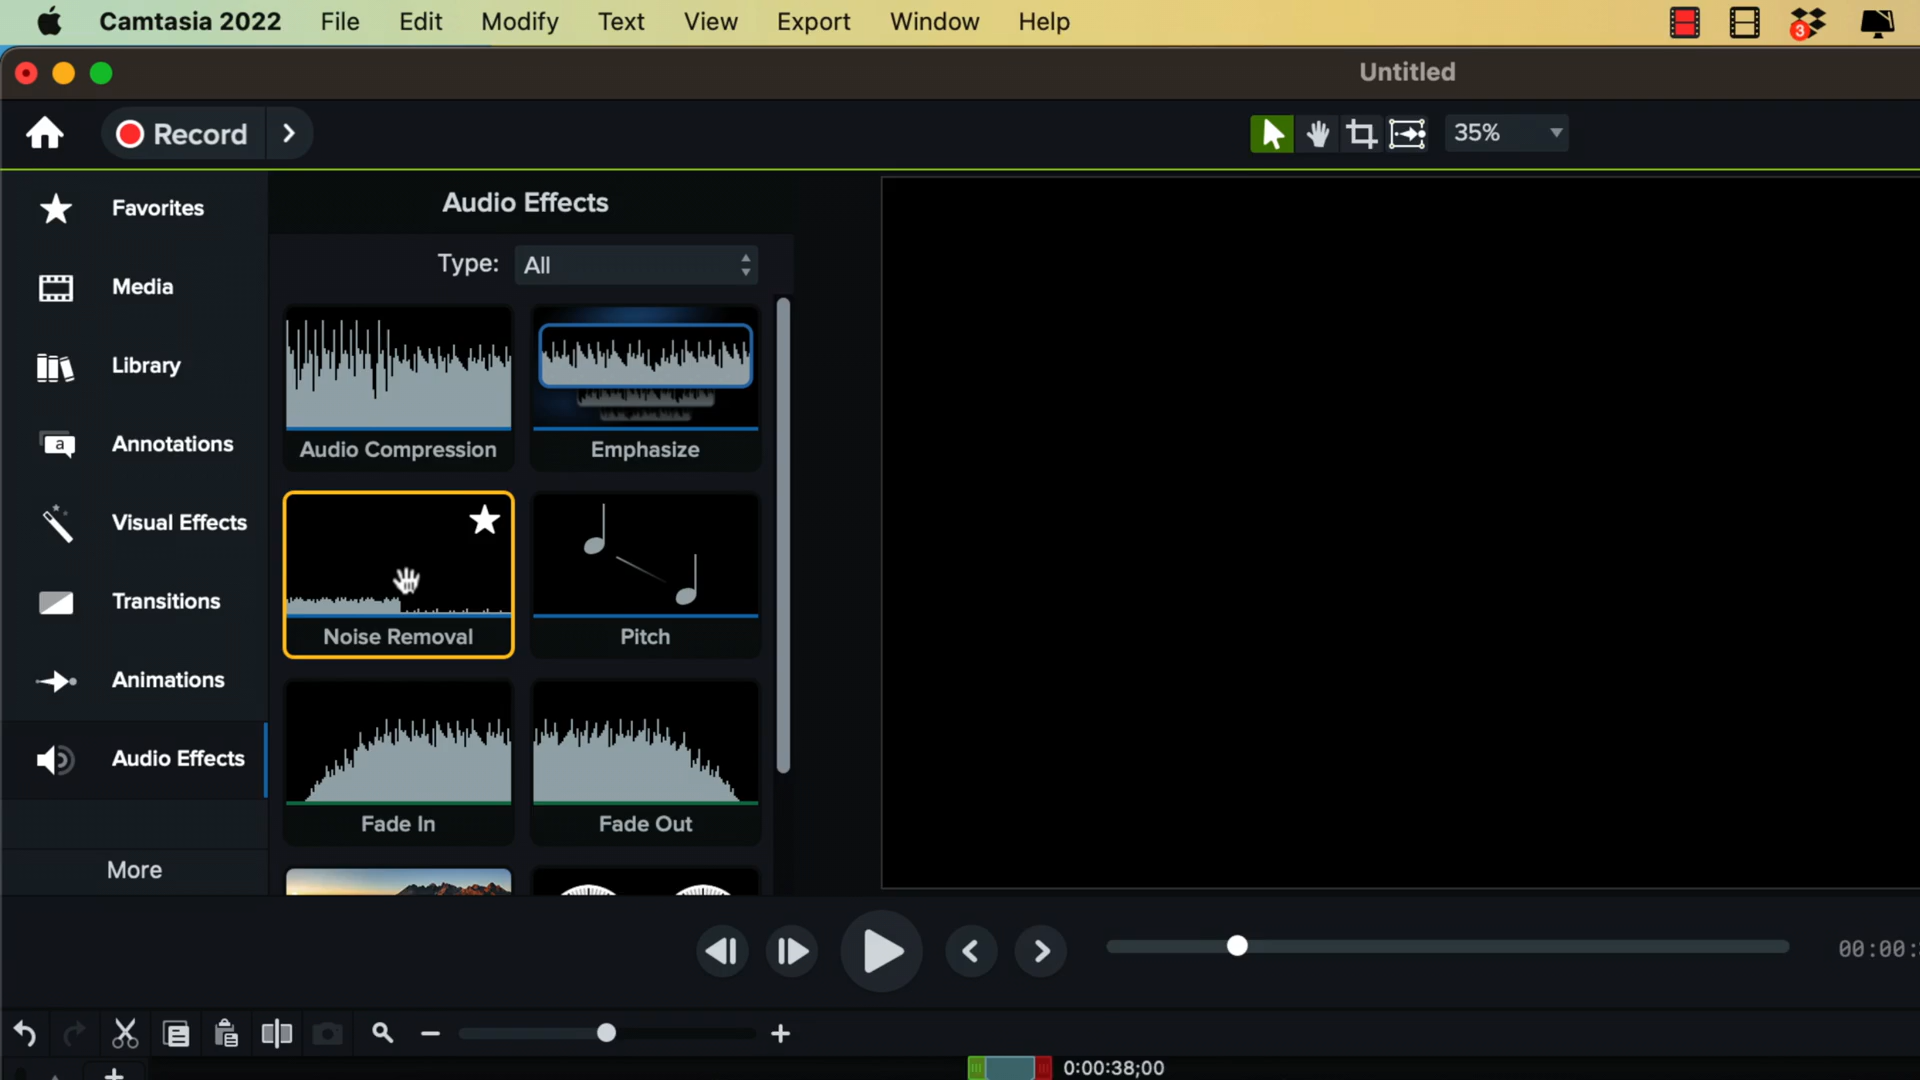 Camtasia 2022 File Edit Modify Text View Export Window Help
3
Untitled
Record
35%
Favorites
Media
Library
a
Annotations
Visual Effects
Transitions
Animations
Audio Effects
More
Audio Effects
Type: All
Audio Compression
Emphasize
Noise Removal
Pitch
Fade In
Fade Out
00:00:
0:00:38;00